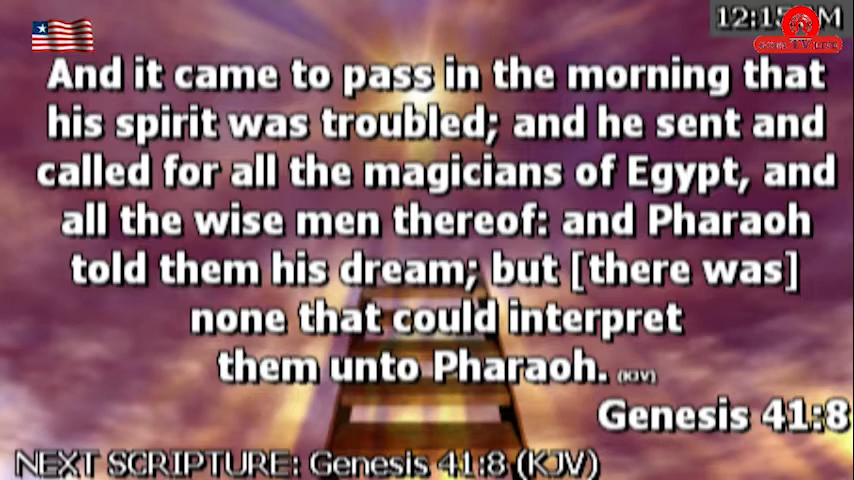 And it came to pass in the morning that
his spirit was troubled; and he sent and
called for all the magicians of Egypt, and
all the wise men thereof: and Pharaoh
told them his dream; but [there was]
none that could interpret
them unto Pharaoh. (KJV)
Genesis 41:8
NEXT SCRIPTURE: Genesis 41:8 (KJV)
TV